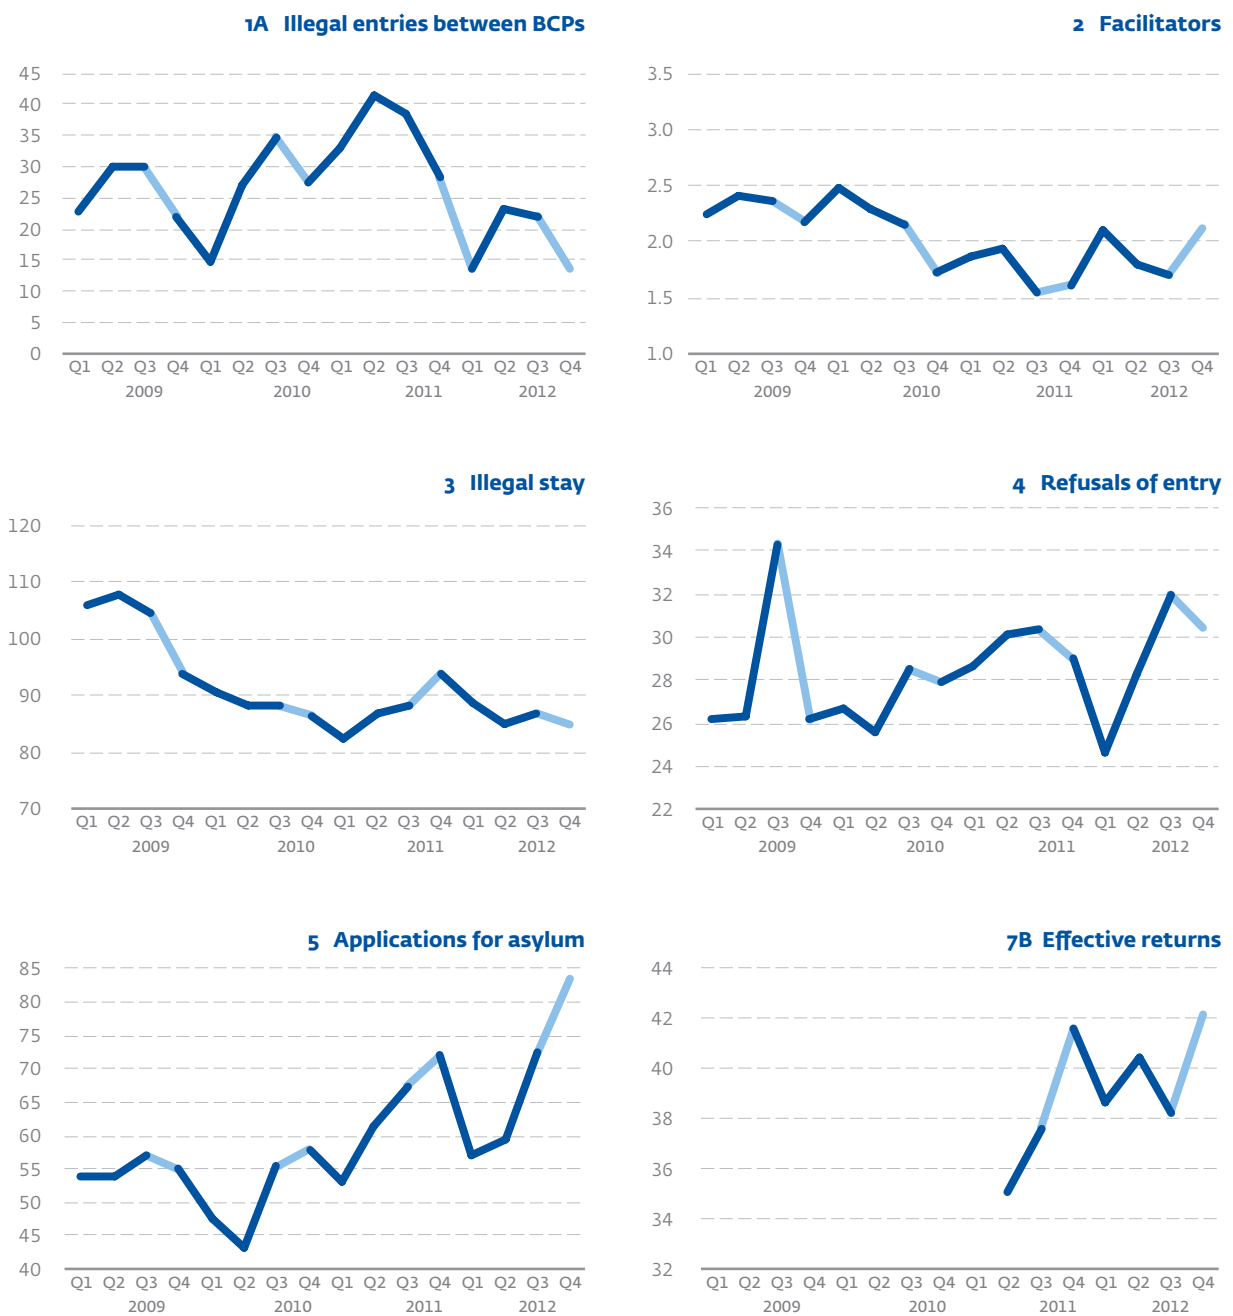 1A Illegal entries between BCPs
45
40
35
30
25
20
15
10
5
0
Q1 Q2 Q3 Q4 Q1 Q2 Q3 Q4 Q1 Q2 Q3 Q4 Q1 Q2 Q3 Q4
2009 2010 2011 2012
2 Facilitators
3.5
3.0
2.5
2.0
1.5
1.0
Q1 Q2 Q3 Q4 Q1 Q2 Q3 Q4 Q1 Q2 Q3 Q4 Q1 Q2 Q3 Q4
2009 2010 2011 2012
3 Illegal stay
120
110
100
90
80
70
Q1 Q2 Q3 Q4 Q1 Q2 Q3 Q4 Q1 Q2 Q3 Q4 Q1 Q2 Q3 Q4
2009 2010 2011 2012
4 Refusals of entry
36
34
32
30
28
26
24
22
Q1 Q2 Q3 Q4 Q1 Q2 Q3 Q4 Q1 Q2 Q3 Q4 Q1 Q2 Q3 Q4
2009 2010 2011 2012
5 Applications for asylum
85
80
75
70
65
60
55
50
45
40
Q1 Q2 Q3 Q4 Q1 Q2 Q3 Q4 Q1 Q2 Q3 Q4 Q1 Q2 Q3 Q4
2009 2010 2011 2012
7B Effective returns
44
42
40
38
36
34
32
Q1 Q2 Q3 Q4 Q1 Q2 Q3 Q4 Q1 Q2 Q3 Q4 Q1 Q2 Q3 Q4
2009 2010 2011 2012